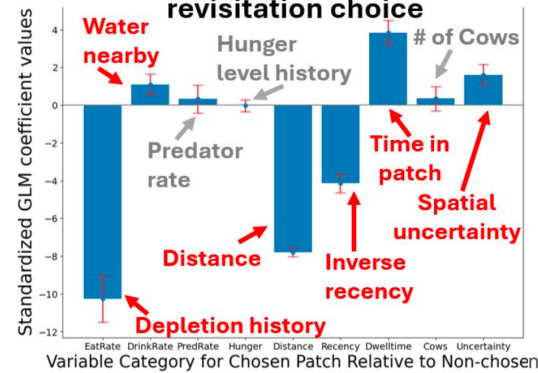 revisitation choice
Water
nearby
Hunger
level history
# of Cows
Predator
rate
Time in
patch
Spatial
uncertainty
Distance
Inverse
recency
Depletion history
Standardized GLM coefficient values
4
2
0
−2
−4
−6
−8
−10
−12
EatRate DrinkRate PredRate Hunger Distance Recency Dwelltime Cows Uncertainty
Variable Category for Chosen Patch Relative to Non-chosen